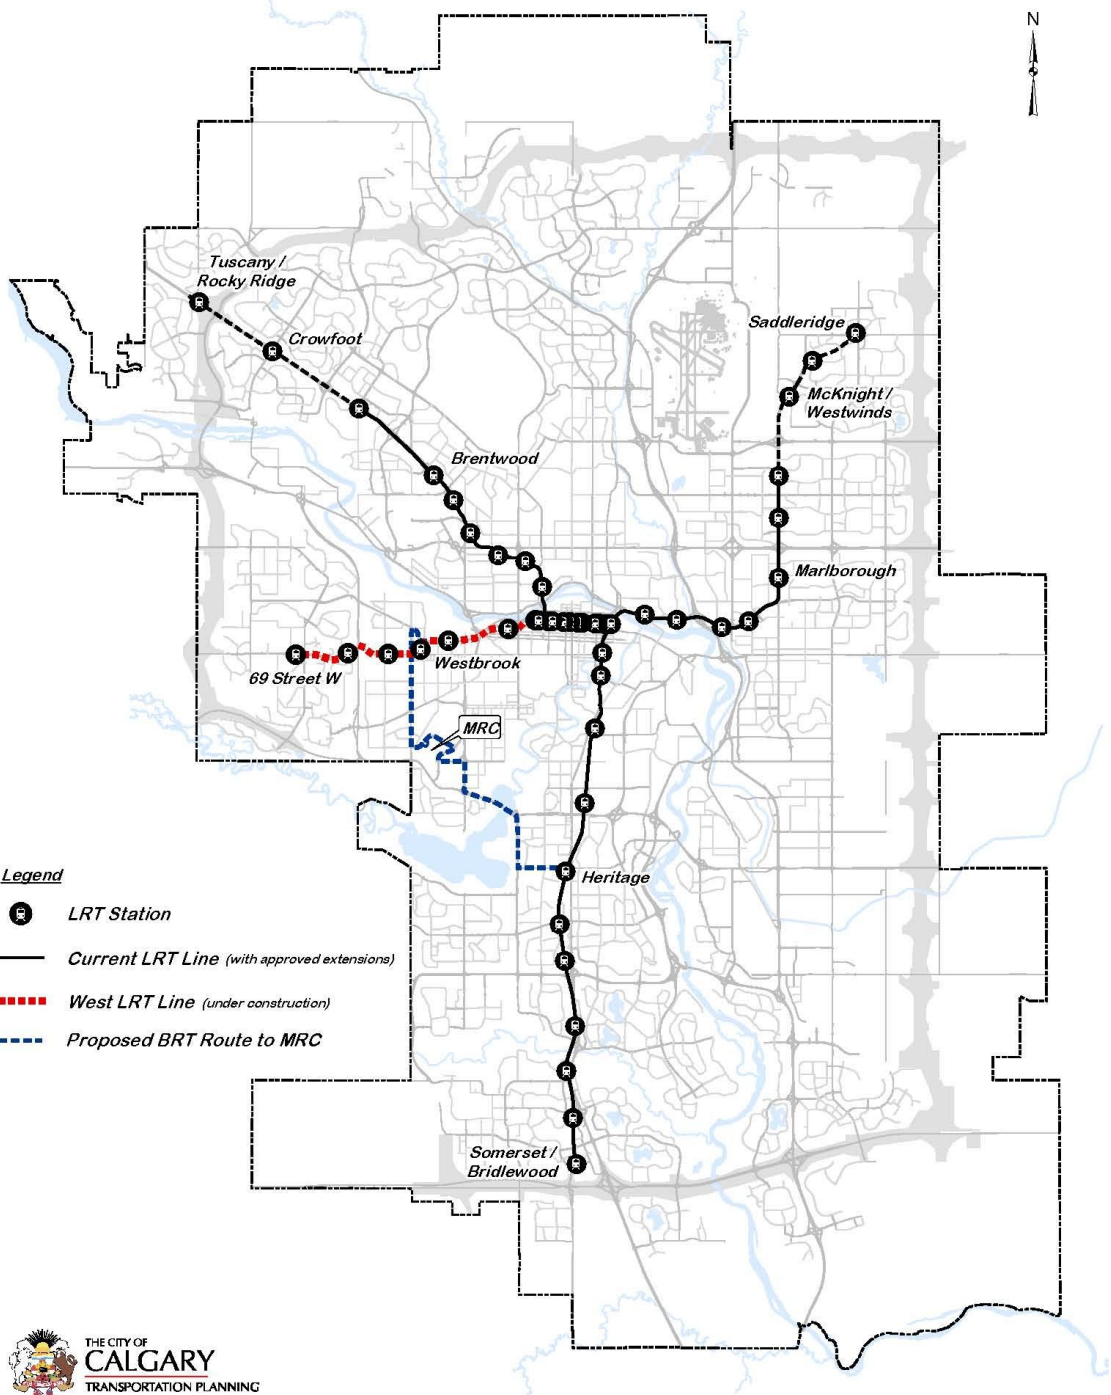 N
Tuscany /
Rocky Ridge
Crowfoot
Saddleridge
McKnight /
Westwinds
Brentwood
Marlborough
Westbrook
69 Street W
MRC
Heritage
Legend
LRT Station
Current LRT Line (with approved extensions)
West LRT Line (under construction)
Proposed BRT Route to MRC
Somerset /
Bridlewood
THE CITY OF
CALGARY
TRANSPORTATION PLANNING